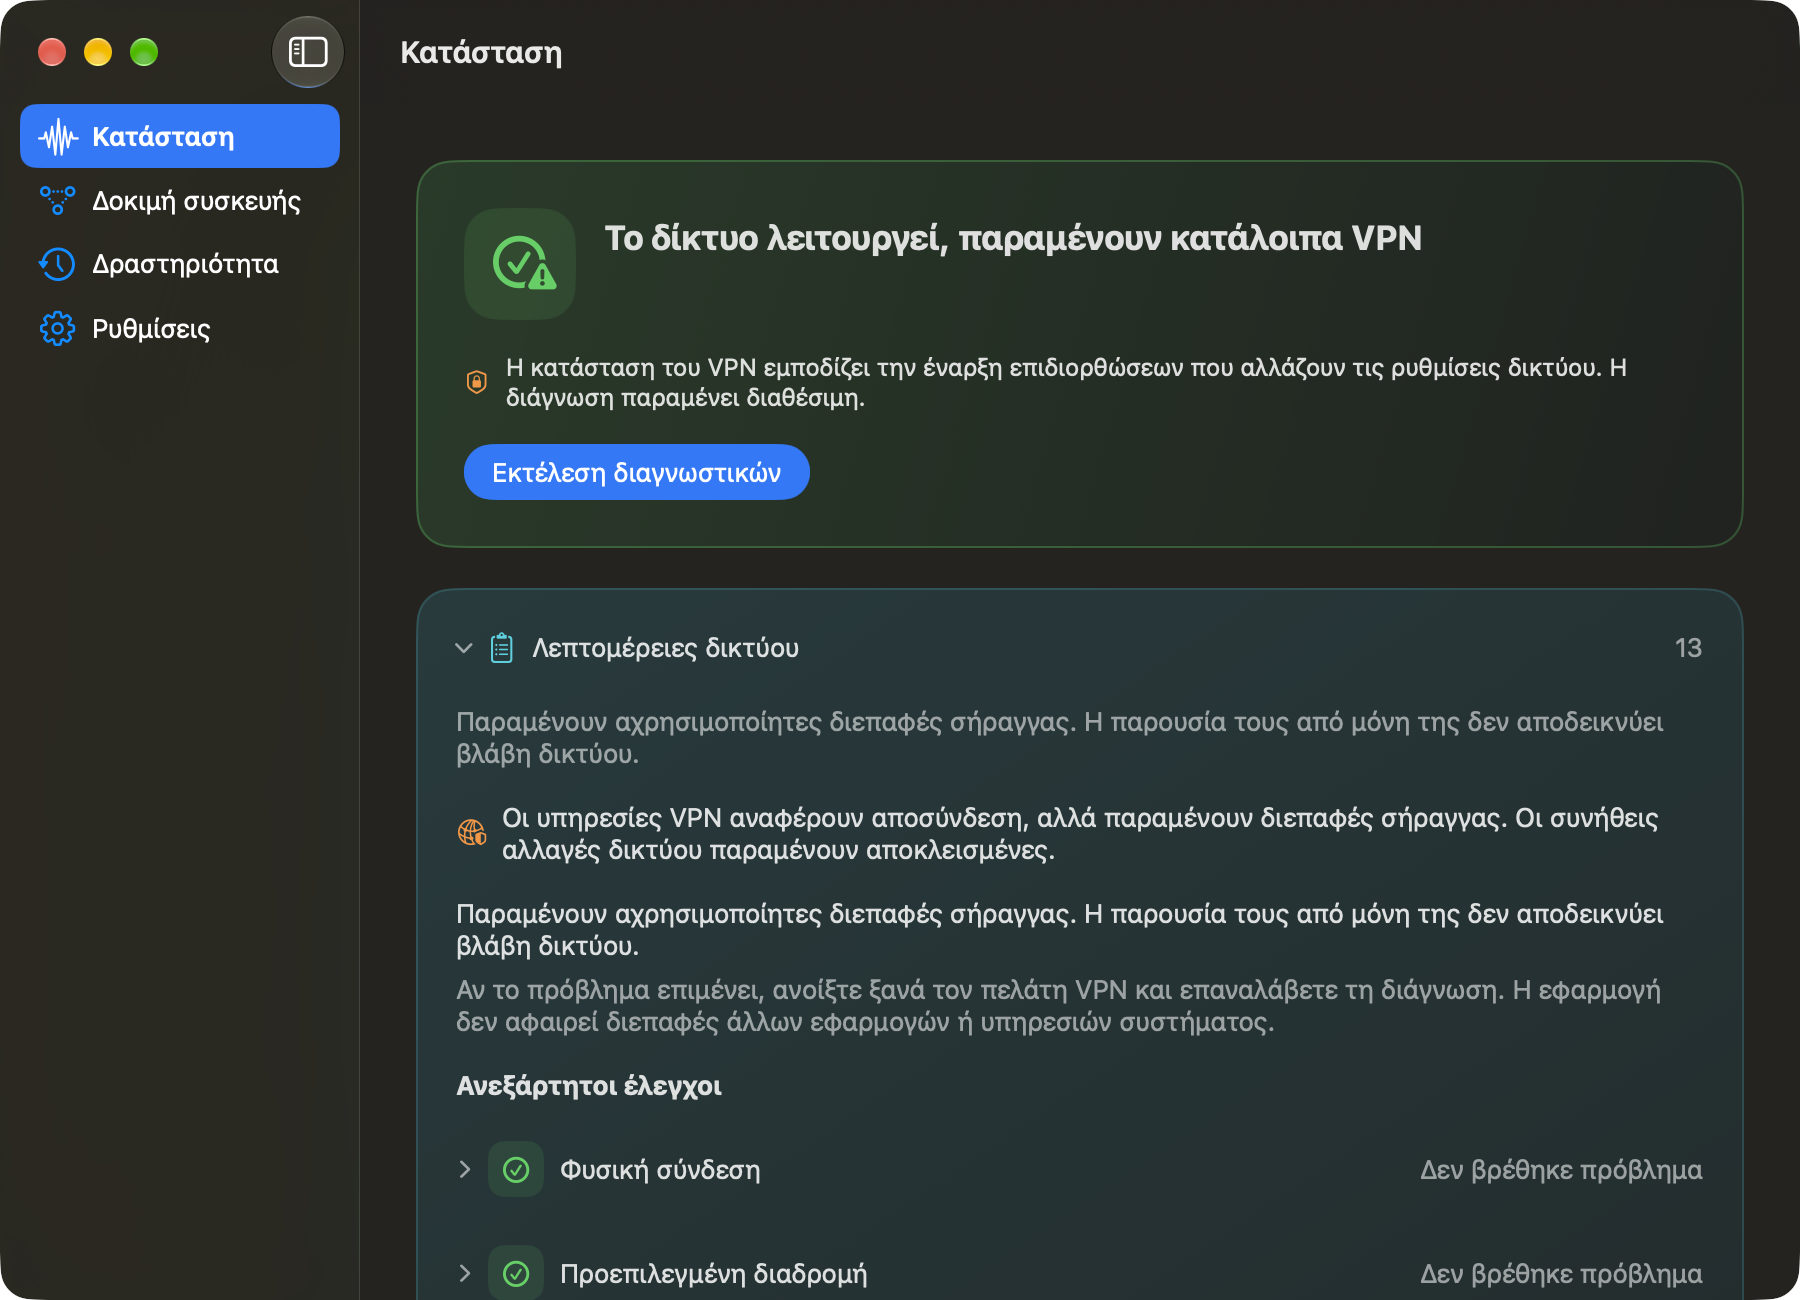 Κατάσταση
Κατάσταση
Δοκιμή συσκευής
Δραστηριότητα
Ρυθμίσεις
Το δίκτυο λειτουργεί, παραμένουν κατάλοιπα VPN
Η κατάσταση του VPN εμποδίζει την έναρξη επιδιορθώσεων που αλλάζουν τις ρυθμίσεις δικτύου. Η
διάγνωση παραμένει διαθέσιμη.
Εκτέλεση διαγνωστικών
Λεπτομέρειες δικτύου
13
Παραμένουν αχρησιμοποίητες διεπαφές σήραγγας. Η παρουσία τους από μόνη της δεν αποδεικνύει
βλάβη δικτύου.
Οι υπηρεσίες VPN αναφέρουν αποσύνδεση, αλλά παραμένουν διεπαφές σήραγγας. Οι συνήθεις
αλλαγές δικτύου παραμένουν αποκλεισμένες.
Παραμένουν αχρησιμοποίητες διεπαφές σήραγγας. Η παρουσία τους από μόνη της δεν αποδεικνύει
βλάβη δικτύου.
Αν το πρόβλημα επιμένει, ανοίξτε ξανά τον πελάτη VPN και επαναλάβετε τη διάγνωση. Η εφαρμογή
δεν αφαιρεί διεπαφές άλλων εφαρμογών ή υπηρεσιών συστήματος.
Ανεξάρτητοι έλεγχοι
Φυσική σύνδεση
Δεν βρέθηκε πρόβλημα
Προεπιλεγμένη διαδρομή
Δεν βρέθηκε πρόβλημα